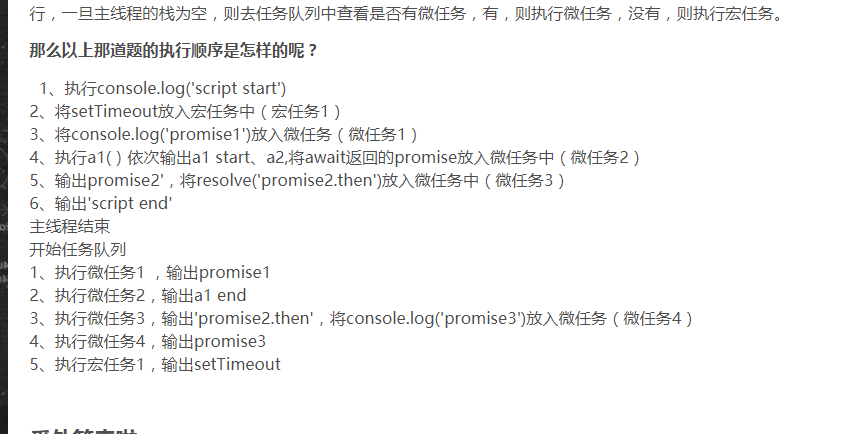 行，一旦主线程的栈为空，则去任务队列中查看是否有微任务，有，则执行微任务，没有，则执行宏任务。
那么以上那道题的执行顺序是怎样的呢？
1、执行console.log('script start')
2、将setTimeout放入宏任务中（宏任务1）
3、将console.log('promise1')放入微任务（微任务1）
4、执行a1( ) 依次输出a1 start、a2,将await返回的promise放入微任务中（微任务2）
5、输出promise2'，将resolve('promise2.then')放入微任务中（微任务3）
6、输出'script end'
主线程结束
开始任务队列
1、执行微任务1 ，输出promise1
2、执行微任务2，输出a1 end
3、执行微任务3，输出'promise2.then'，将console.log('promise3')放入微任务（微任务4）
4、执行微任务4，输出promise3
5、执行宏任务1，输出setTimeout